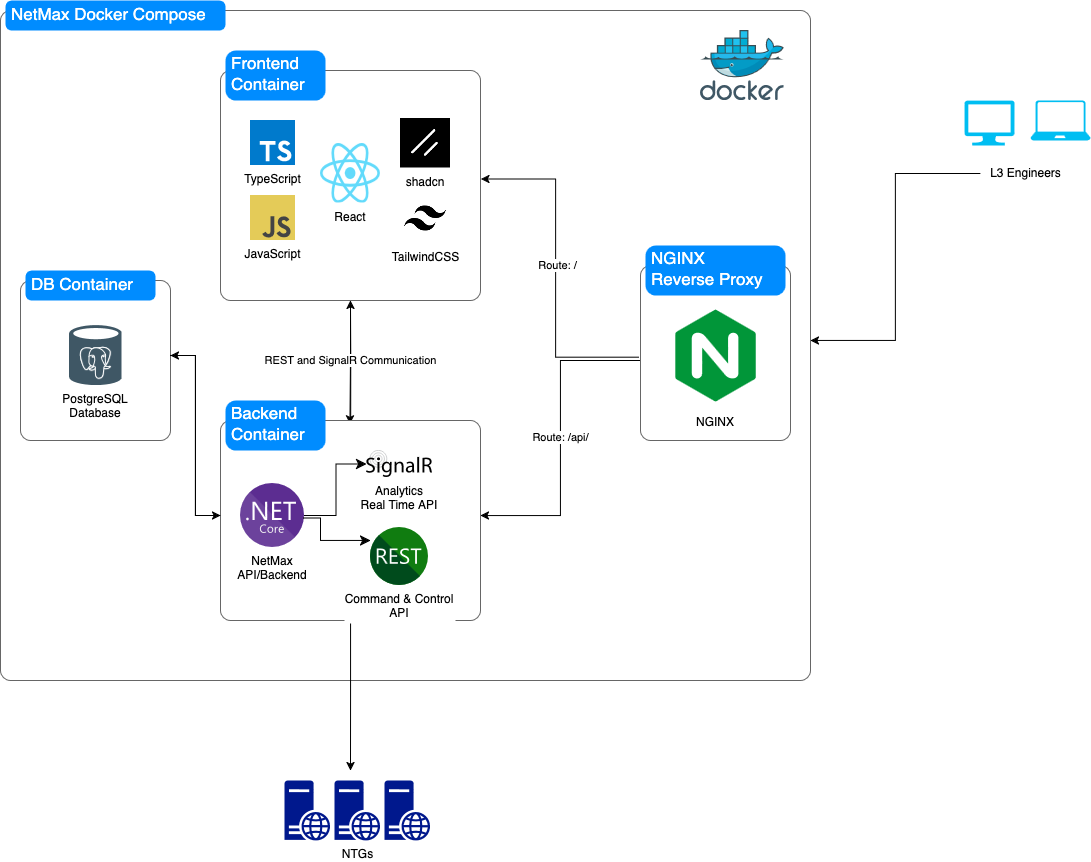 NetMax Docker Compose
docker
Frontend
Container
TS
TypeScript
React
shadcn
JS
JavaScript
TailwindCSS
L3 Engineers
Route: /
NGINX
Reverse Proxy
N
NGINX
DB Container
PostgreSQL
Database
REST and SignalR Communication
Route: /api/
Backend
Container
SignalR
Analytics
Real Time API
.NET
Core
NetMax
API/Backend
REST
Command & Control
API
NTGs